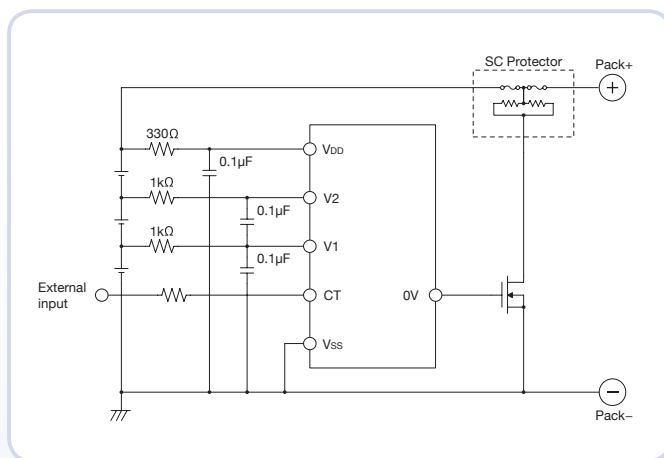 SC Protector
Pack+
330Ω
VDD
0.1µF
1kΩ
V2
0.1µF
1kΩ
V1
0.1µF
External
input
CT
0V
VSS
Pack−